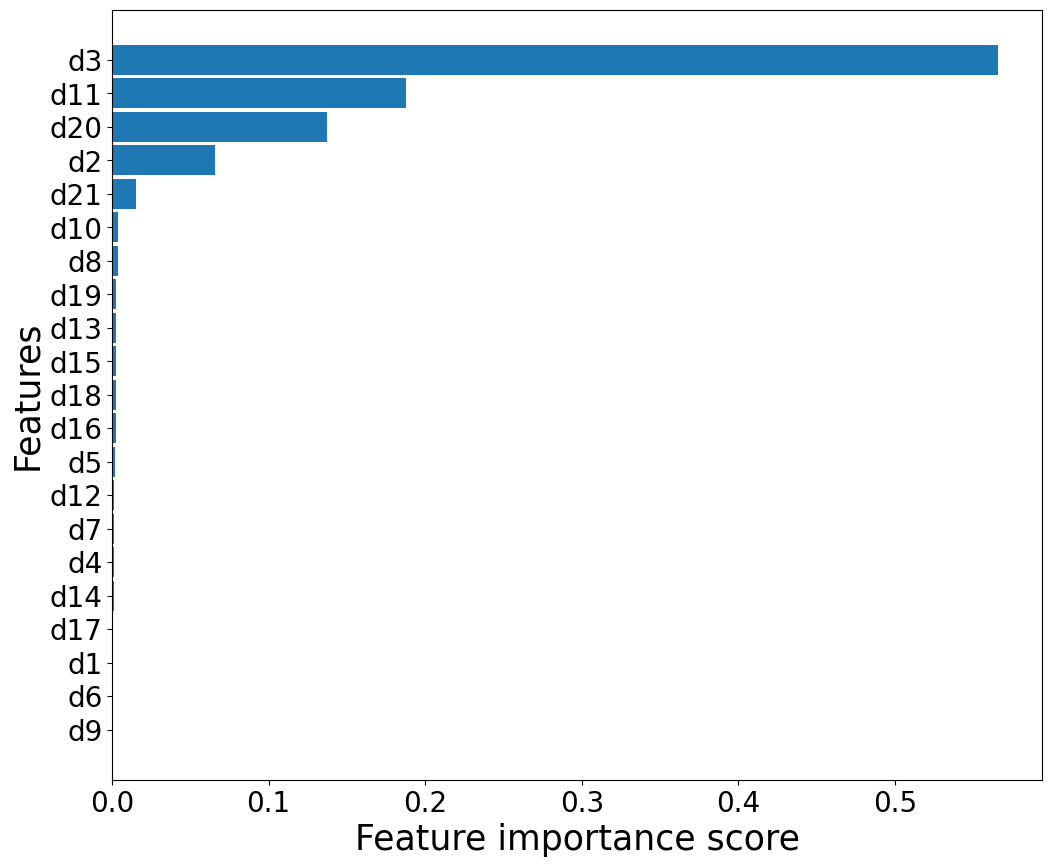 Features
d3
d11
d20
d2
d21
d10
d8
d19
d13
d15
d18
d16
d5
d12
d7
d4
d14
d17
d1
d6
d9
0.0 0.1 0.2 0.3 0.4 0.5
Feature importance score